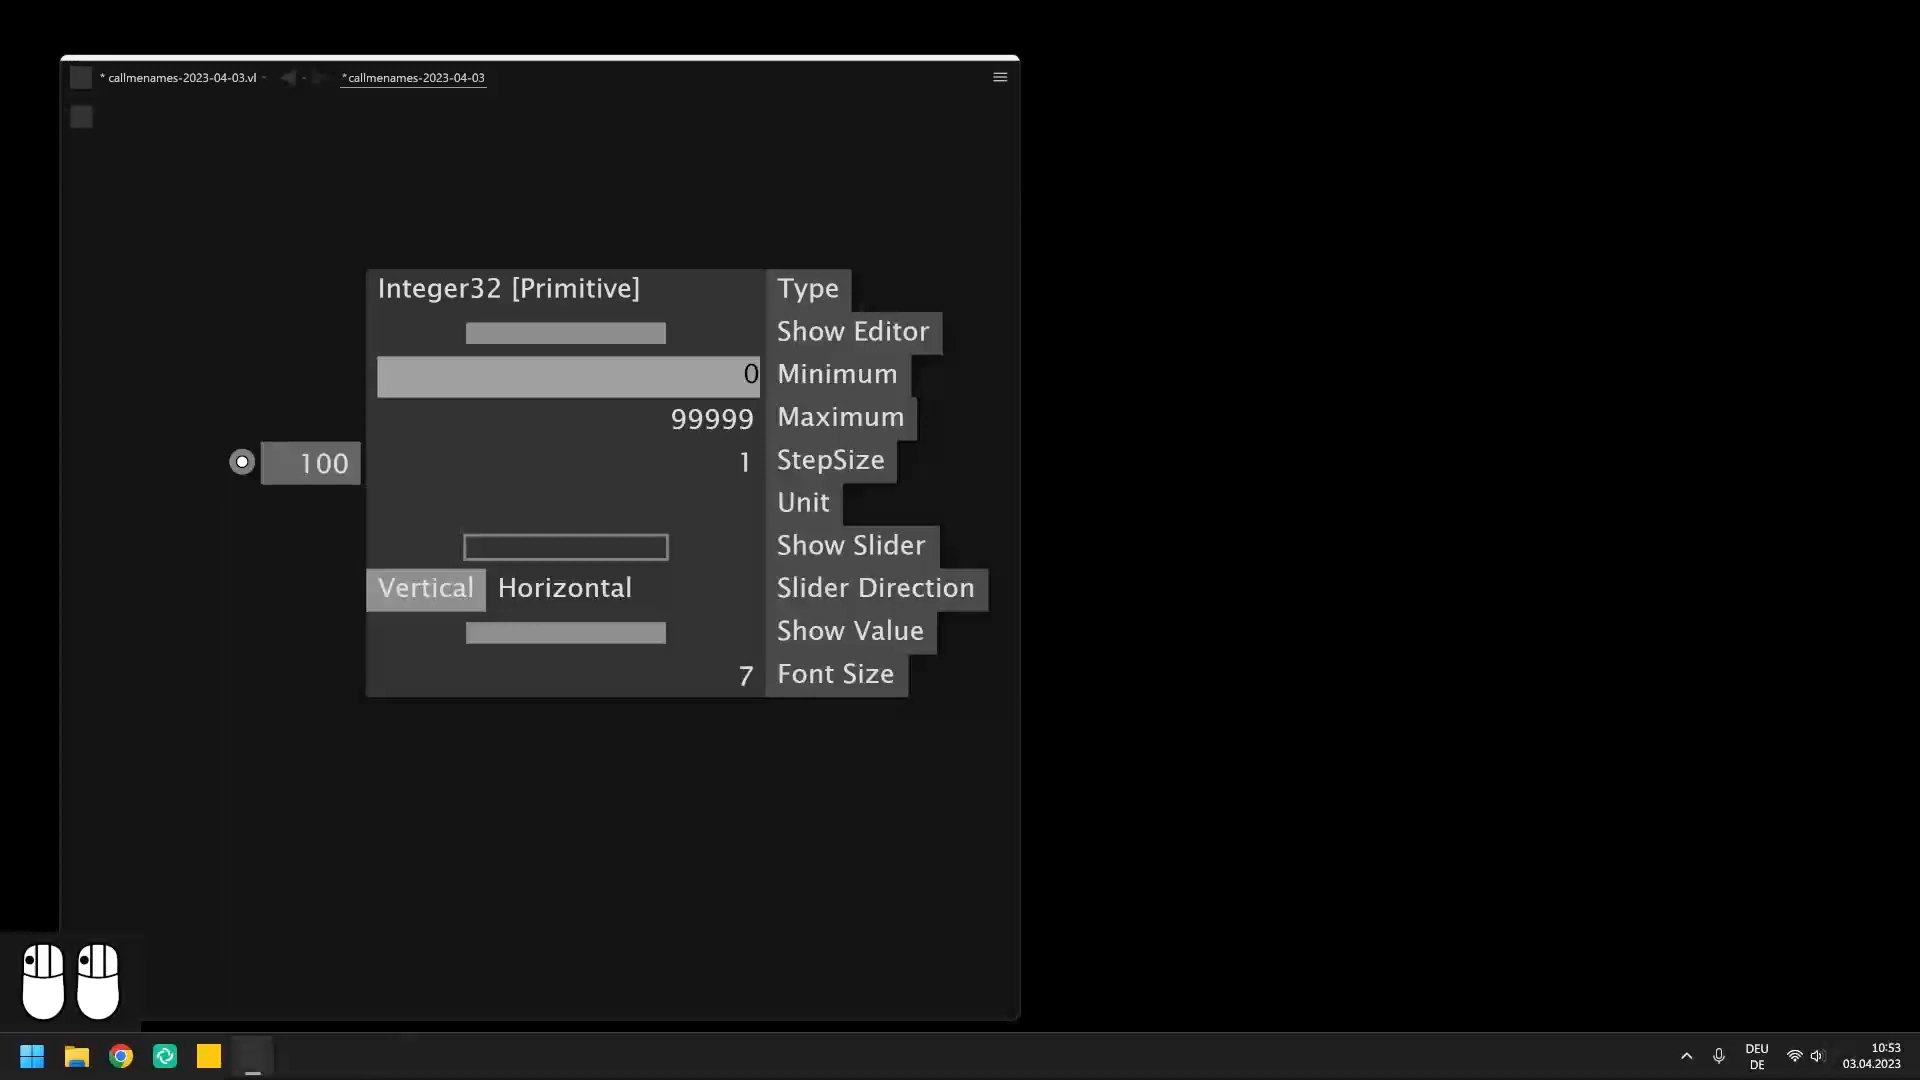 * callmenames-2023-04-03.vl
*callmenames-2023-04-03
Integer32 [Primitive] Type
Show Editor
0 Minimum
99999 Maximum
100
1 StepSize
Unit
Show Slider
Vertical Horizontal Slider Direction
Show Value
7 Font Size
DEU
DE
10:53
03.04.2023